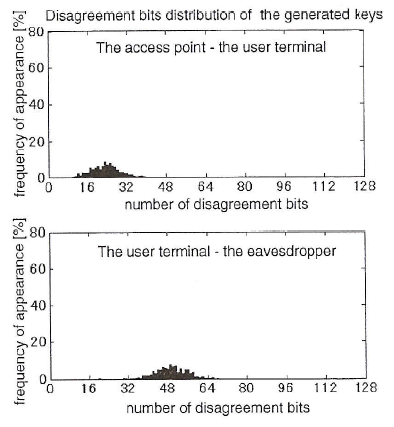 Disagreement bits distribution of the generated keys
frequency of appearance [%]
80
60
40
20
0
The access point - the user terminal
0 16 32 48 64 80 96 112 128
number of disagreement bits
frequency of appearance [%]
80
60
40
20
0
The user terminal - the eavesdropper
0 16 32 48 64 80 96 112 128
number of disagreement bits